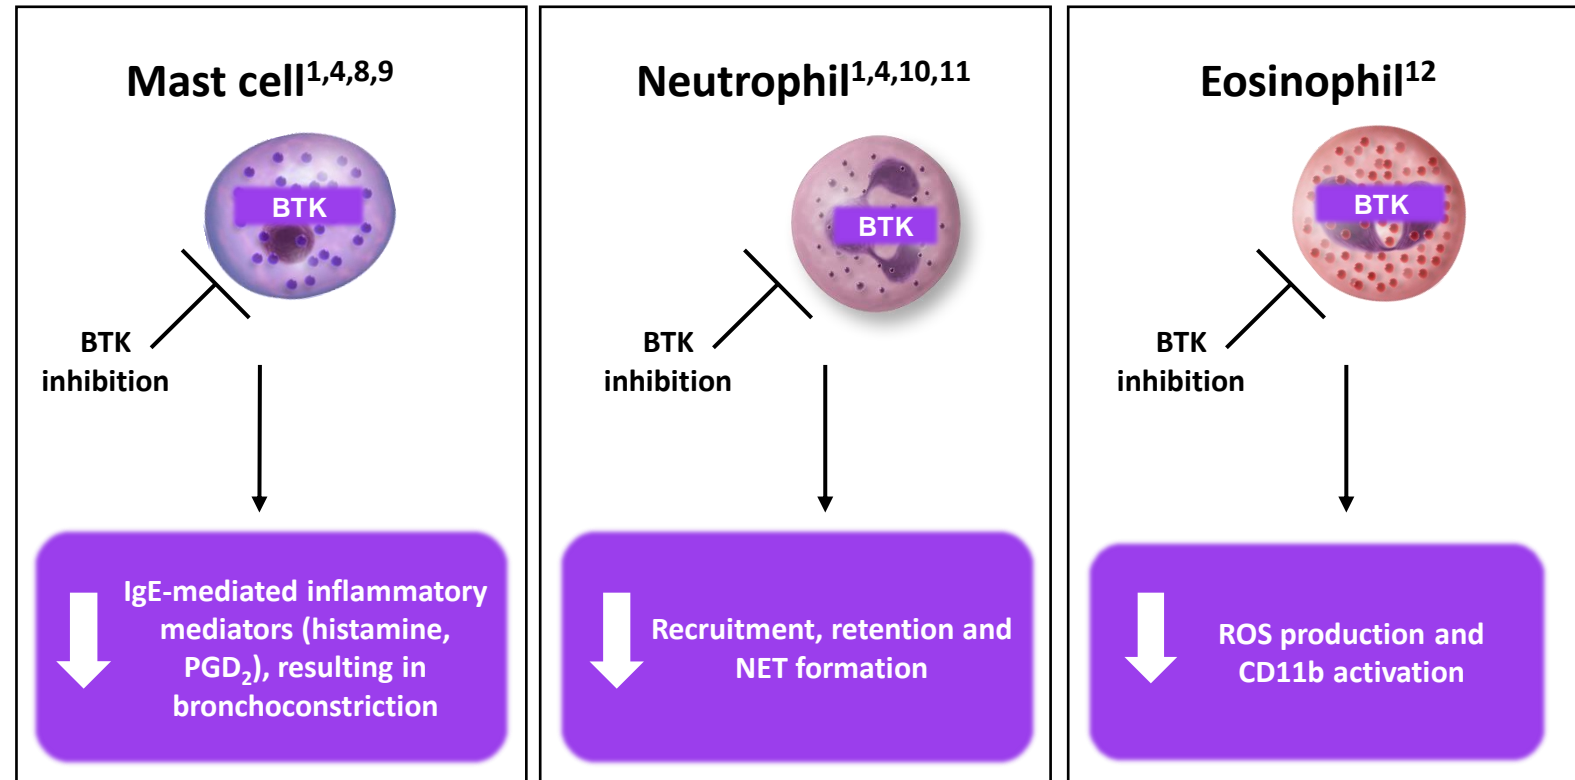 Mast cell1,4,8,9
BTK
BTK
inhibition
IgE-mediated inflammatory
mediators (histamine,
PGD2), resulting in
bronchoconstriction
Neutrophil1,4,10,11
BTK
BTK
inhibition
Recruitment, retention and
NET formation
Eosinophil12
BTK
BTK
inhibition
ROS production and
CD11b activation